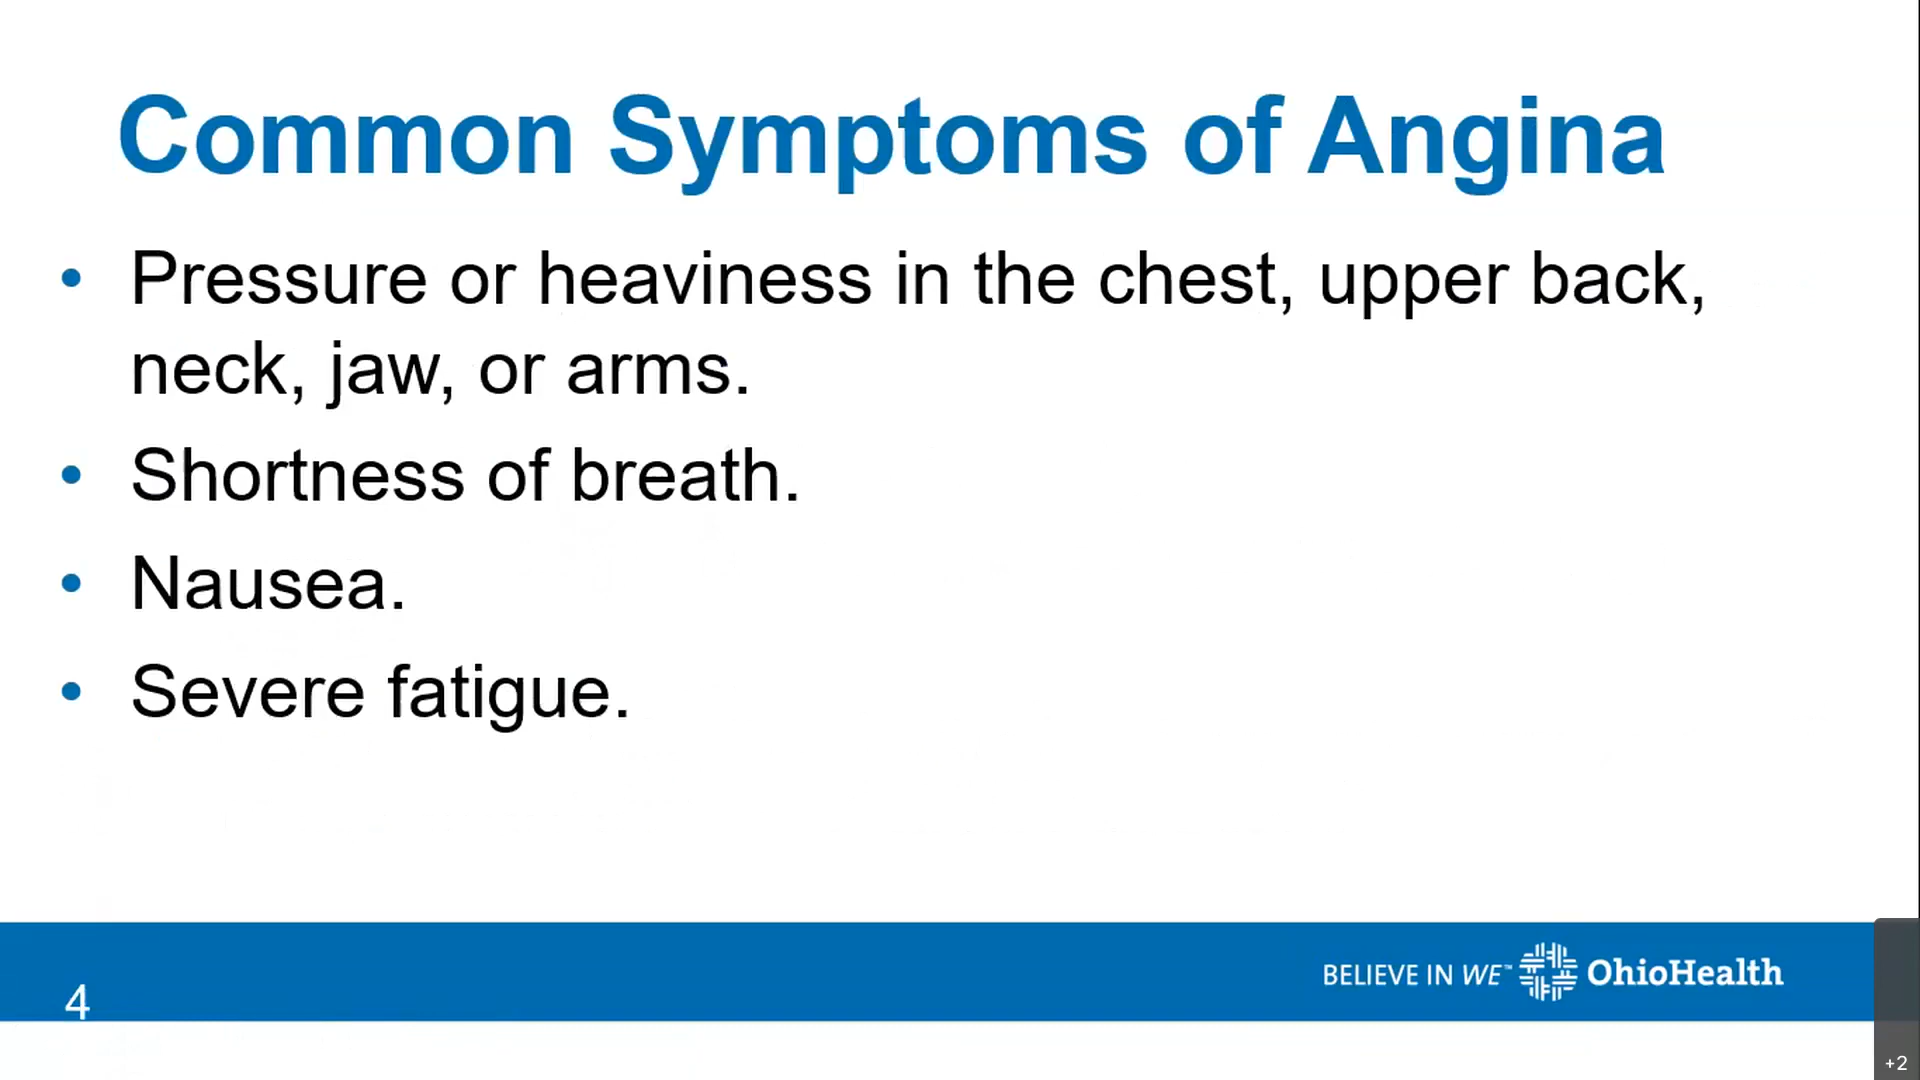 Common Symptoms of Angina
• Pressure or heaviness in the chest, upper back,
neck, jaw, or arms.
• Shortness of breath.
• Nausea.
• Severe fatigue.
BELIEVE IN WE™ OhioHealth
4
+2